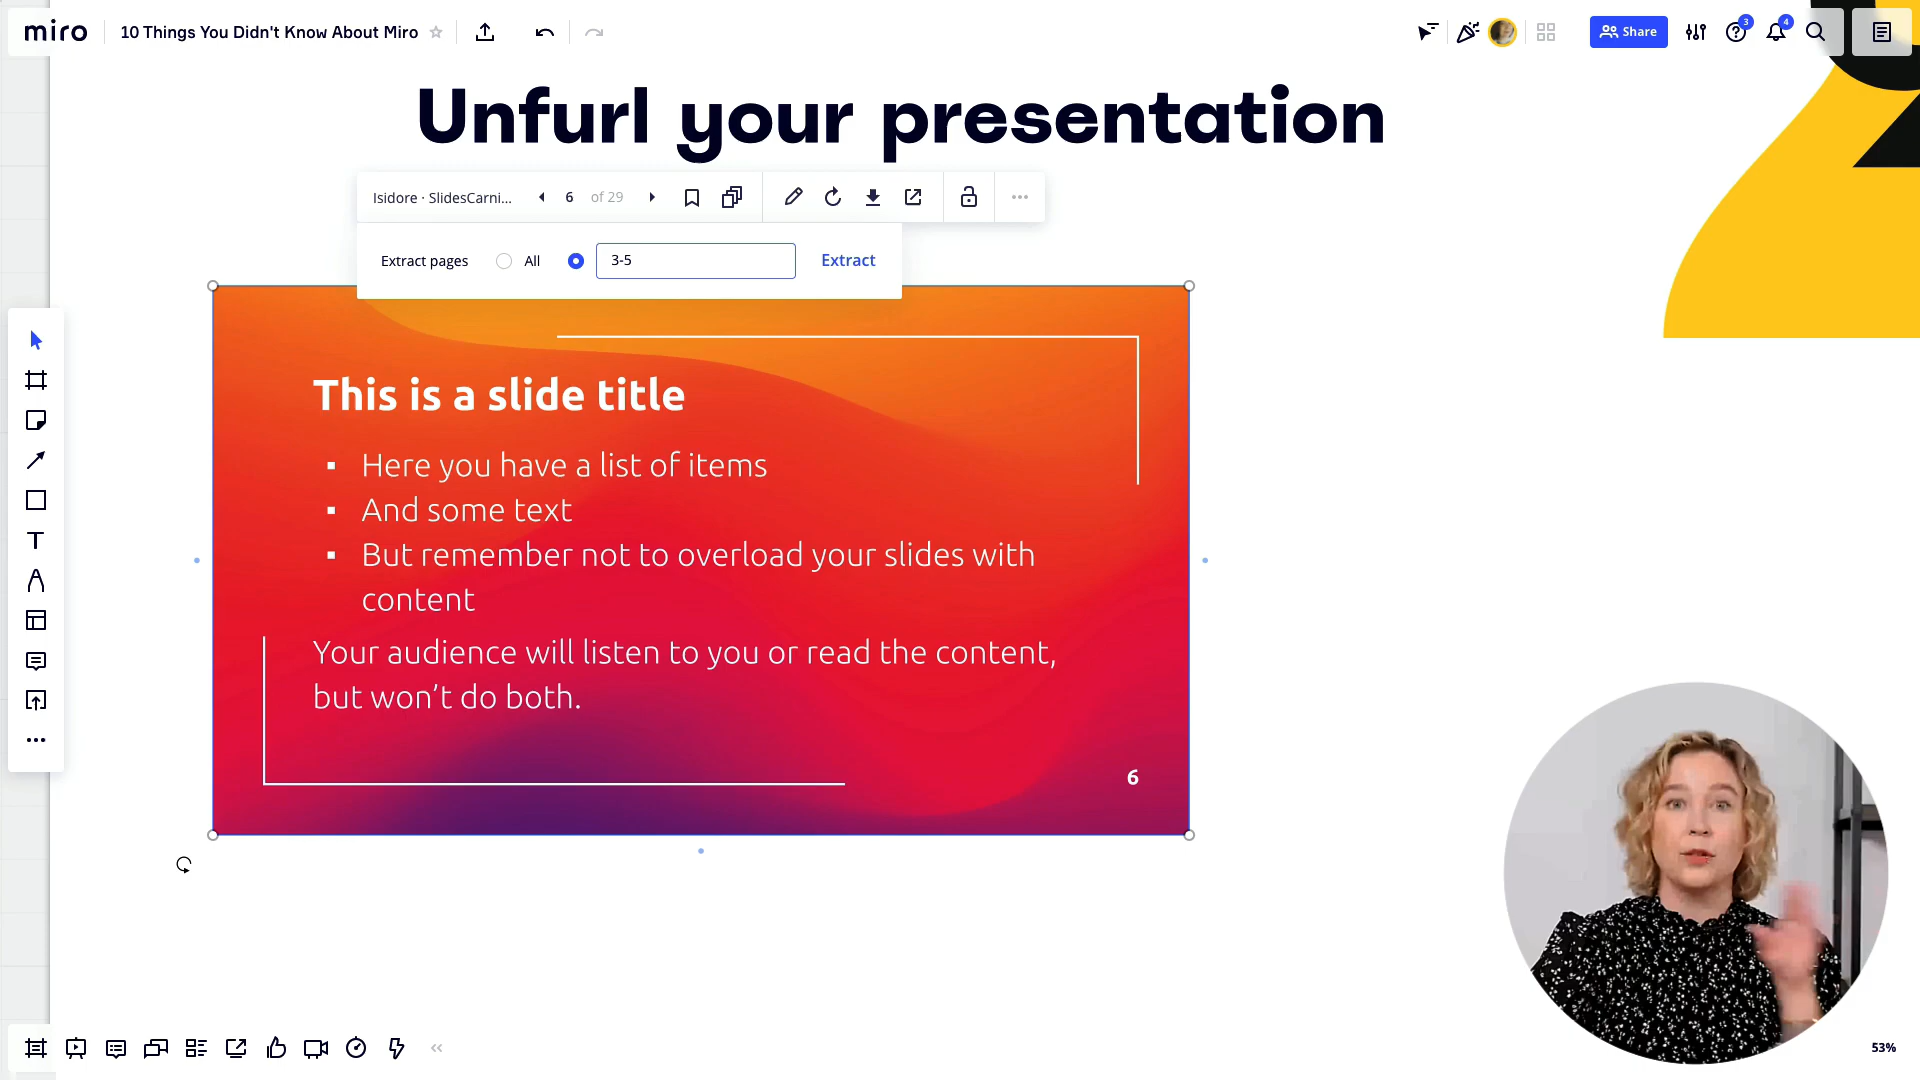 miro
10 Things You Didn't Know About Miro
Share
3
4
Unfurl your presentation
Isidore · SlidesCarni...
6 of 29
Extract pages
All
3-5
Extract
This is a slide title
▪ Here you have a list of items
▪ And some text
▪ But remember not to overload your slides with
content
Your audience will listen to you or read the content,
but won’t do both.
6
53%